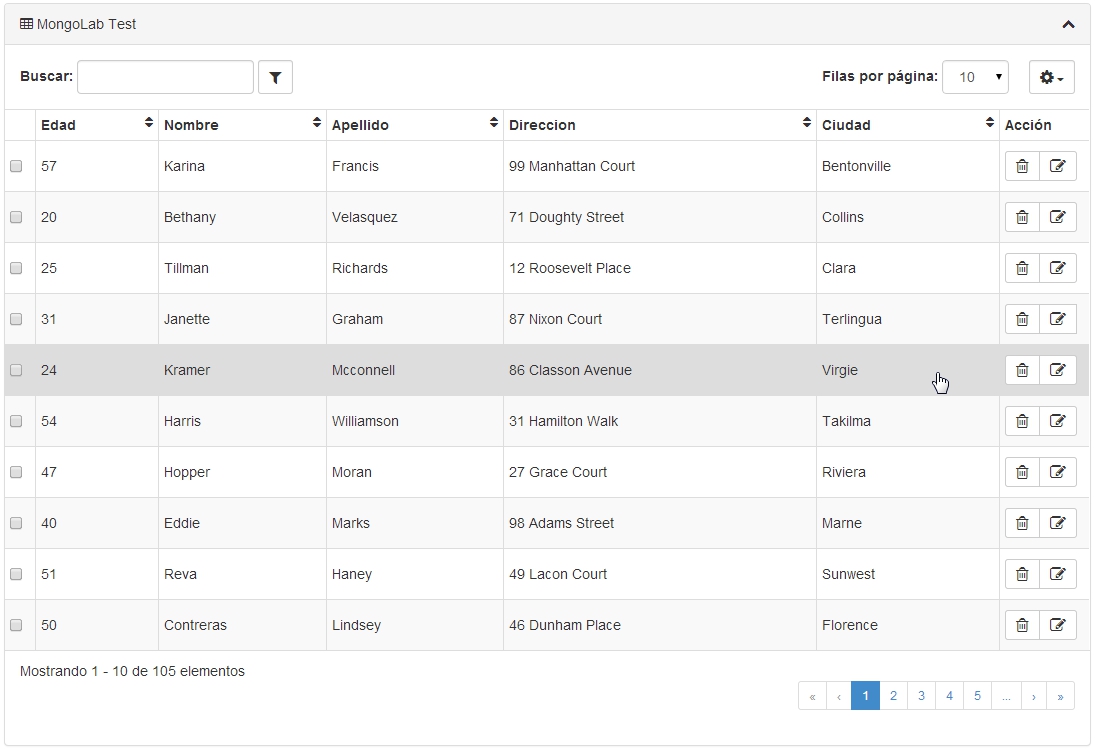 MongoLab Test
Buscar: Filas por página: 10
Edad Nombre Apellido Direccion Ciudad Acción
57 Karina Francis 99 Manhattan Court Bentonville
20 Bethany Velasquez 71 Doughty Street Collins
25 Tillman Richards 12 Roosevelt Place Clara
31 Janette Graham 87 Nixon Court Terlingua
24 Kramer Mcconnell 86 Classon Avenue Virgie
54 Harris Williamson 31 Hamilton Walk Takilma
47 Hopper Moran 27 Grace Court Riviera
40 Eddie Marks 98 Adams Street Marne
51 Reva Haney 49 Lacon Court Sunwest
50 Contreras Lindsey 46 Dunham Place Florence
Mostrando 1 - 10 de 105 elementos
« ‹ 1 2 3 4 5 ... › »